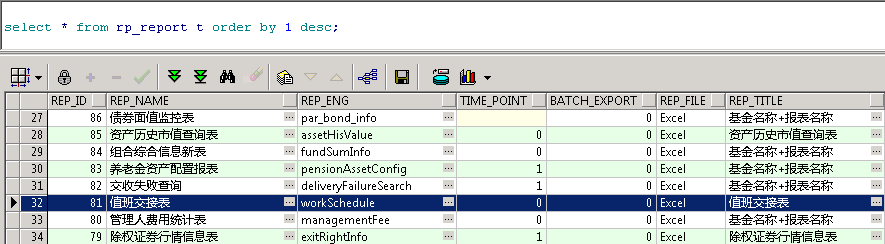 select * from rp_report t order by 1 desc;
REP_ID REP_NAME REP_ENG TIME_POINT BATCH_EXPORT REP_FILE REP_TITLE
27 86 债券面值监控表 ... par_bond_info ... 0 Excel 基金名称+报表名称 ...
28 85 资产历史市值查询表 ... assetHisValue ... 0 0 Excel 资产历史市值查询表 ...
29 84 组合综合信息新表 ... fundSumInfo ... 0 0 Excel 基金名称+报表名称 ...
30 83 养老金资产配置报表 ... pensionAssetConfig ... 1 0 Excel 基金名称+报表名称 ...
31 82 交收失败查询 ... deliveryFailureSearch ... 1 0 Excel 基金名称+报表名称 ...
32 81 值班交接表 ... workSchedule ... 0 0 Excel 值班交接表 ...
33 80 管理人费用统计表 ... managementFee ... 0 0 Excel 基金名称+报表名称 ...
34 79 除权证券行情信息表 ... exitRightInfo ... 1 0 Excel 除权证券行情信息表 ...